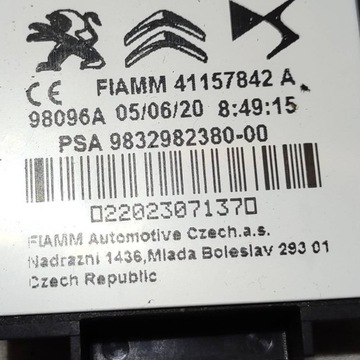 CE FIAMM 41157842 A
98096A 05/06/20 8:49:15
PSA 9832982380-00
022023071370
FIAMM Automotive Czech.a.s.
Nadrazni 1436,Mlada Boleslav 293 01
Czech Republic